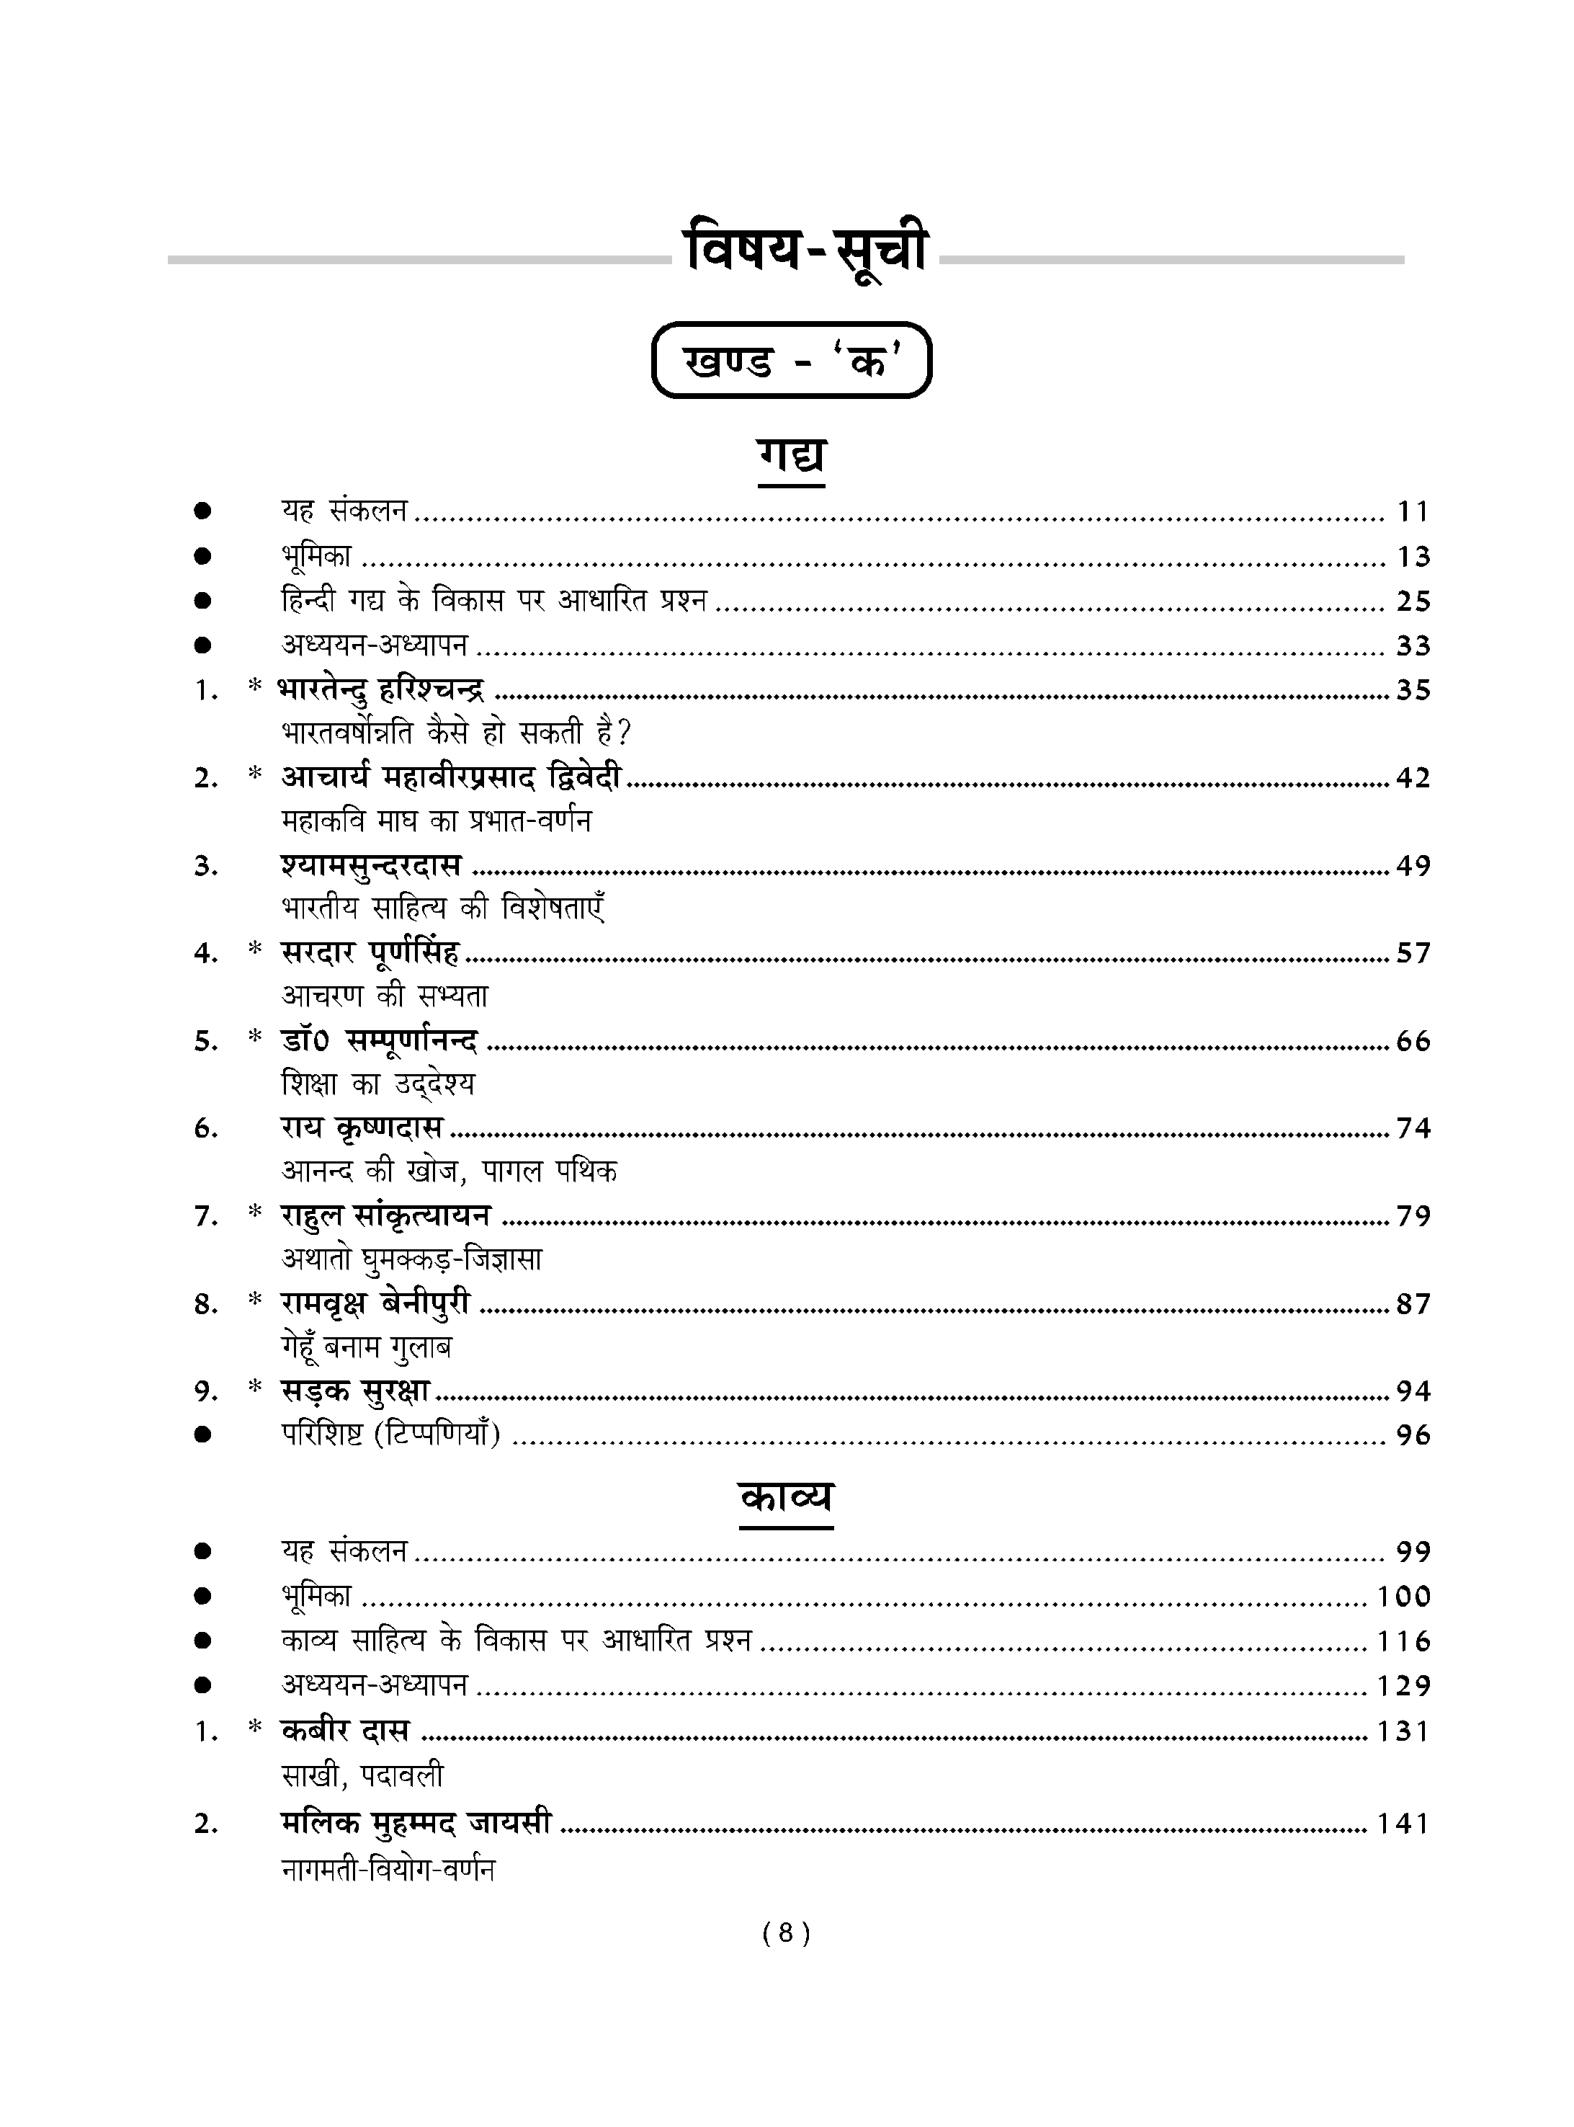 विषय-सूची
खण्ड - ‘क’
गद्य
● यह संकलन ........ 11
● भूमिका ........ 13
● हिन्दी गद्य के विकास पर आधारित प्रश्न ........ 25
● अध्ययन-अध्यापन ........ 33
1. * भारतेन्दु हरिश्चन्द्र ........ 35
भारतवर्षोन्नति कैसे हो सकती है?
2. * आचार्य महावीरप्रसाद द्विवेदी ........ 42
महाकवि माघ का प्रभात-वर्णन
3. श्यामसुन्दरदास ........ 49
भारतीय साहित्य की विशेषताएँ
4. * सरदार पूर्णसिंह ........ 57
आचरण की सभ्यता
5. * डॉ0 सम्पूर्णानन्द ........ 66
शिक्षा का उद्‌देश्य
6. राय कृष्णदास ........ 74
आनन्द की खोज, पागल पथिक
7. * राहुल सांकृत्यायन ........ 79
अथातो घुमक्कड़-जिज्ञासा
8. * रामवृक्ष बेनीपुरी ........ 87
गेहूँ बनाम गुलाब
9. * सड़क सुरक्षा ........ 94
● परिशिष्ट (टिप्पणियाँ) ........ 96
काव्य
● यह संकलन ........ 99
● भूमिका ........ 100
● काव्य साहित्य के विकास पर आधारित प्रश्न ........ 116
● अध्ययन-अध्यापन ........ 129
1. * कबीर दास ........ 131
साखी, पदावली
2. मलिक मुहम्मद जायसी ........ 141
नागमती-वियोग-वर्णन
( 8 )